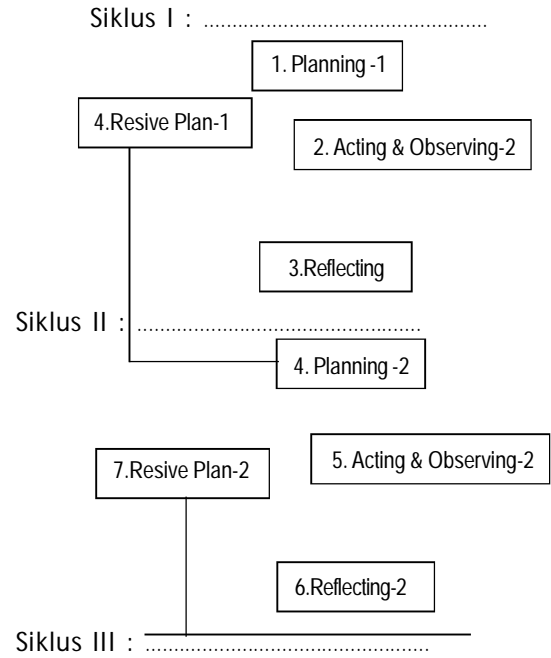 Siklus I : ..................................................
1. Planning -1
4.Resive Plan-1
2. Acting & Observing-2
3.Reflecting
Siklus II : ..................................................
4. Planning -2
5. Acting & Observing-2
7.Resive Plan-2
6.Reflecting-2
Siklus III : ..................................................